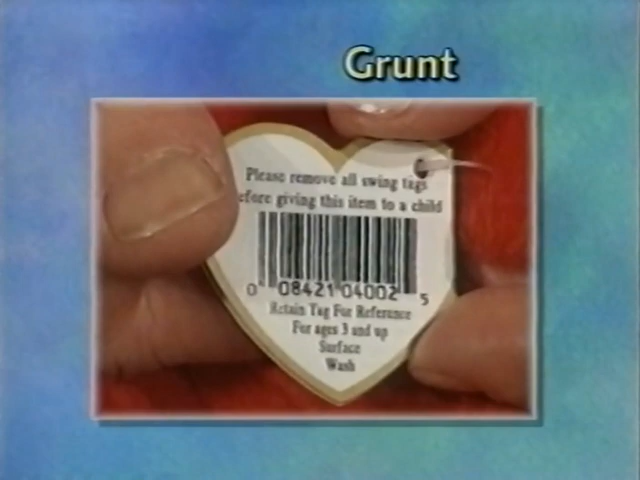 Grunt
Please remove all swing tags
efore giving this item to a child
0 08421 04002 5
Retain Tag For Reference
For ages 3 and up
Surface
Wash